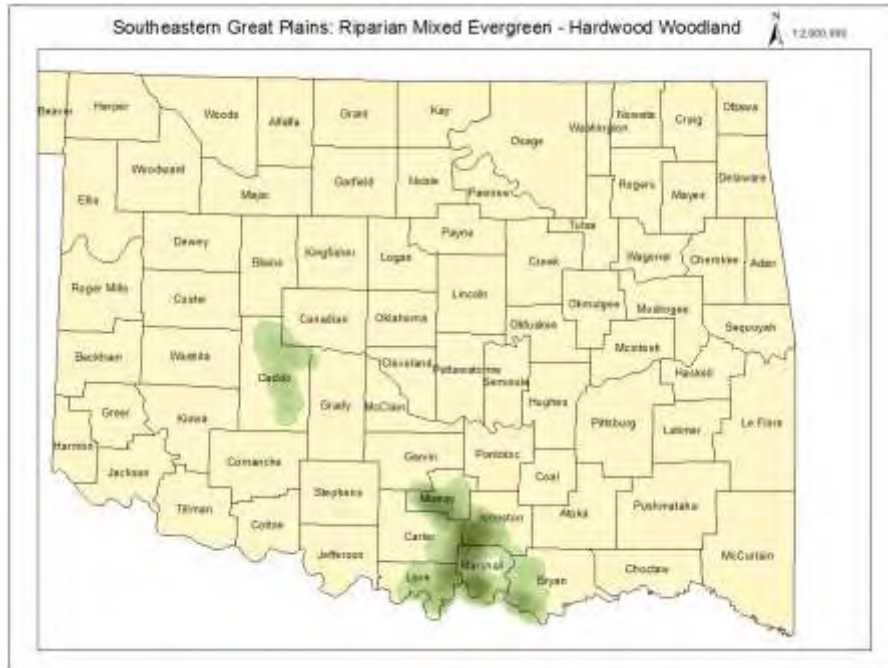 Southeastern Great Plains: Riparian Mixed Evergreen - Hardwood Woodland
N
1:2,000,000
Beaver
Harper
Woods
Alfalfa
Grant
Kay
Osage
Washington
Nowata
Craig
Ottawa
Ellis
Woodward
Major
Garfield
Noble
Pawnee
Rogers
Mayes
Delaware
Dewey
Blaine
Kingfisher
Logan
Payne
Creek
Tulsa
Wagoner
Cherokee
Adair
Roger Mills
Custer
Canadian
Oklahoma
Lincoln
Okfuskee
Okmulgee
Muskogee
Sequoyah
Beckham
Washita
Caddo
Grady
Cleveland
McClain
Pottawatomie
Seminole
Hughes
McIntosh
Haskell
Pittsburg
Latimer
Le Flore
Harmon
Greer
Kiowa
Jackson
Comanche
Stephens
Garvin
Pontotoc
Coal
Tillman
Cotton
Jefferson
Carter
Murray
Johnston
Atoka
Pushmataha
Love
Marshall
Bryan
Choctaw
McCurtain